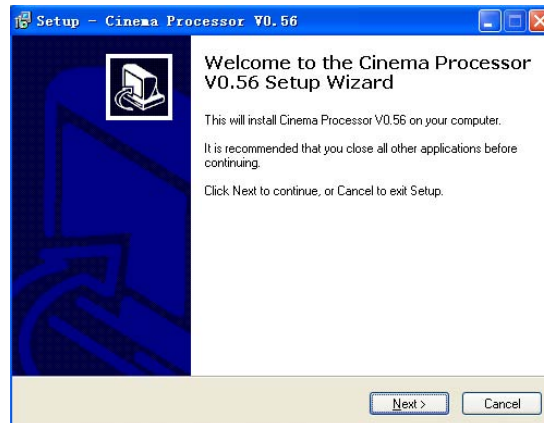 Setup - Cinema Processor V0.56
Welcome to the Cinema Processor
V0.56 Setup Wizard
This will install Cinema Processor V0.56 on your computer.
It is recommended that you close all other applications before
continuing.
Click Next to continue, or Cancel to exit Setup.
Next >
Cancel